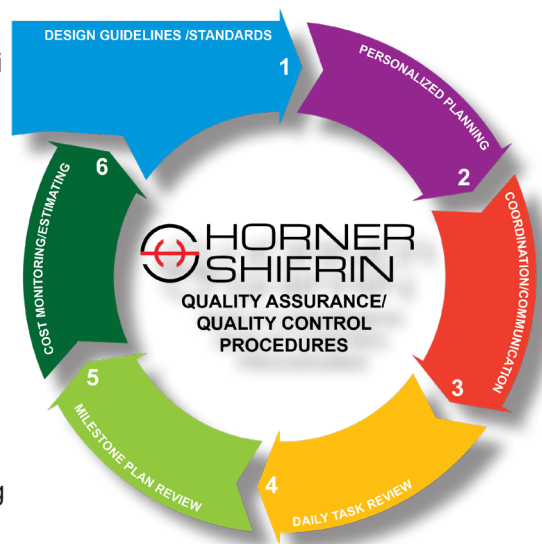 DESIGN GUIDELINES /STANDARDS
1
PERSONALIZED PLANNING
2
COORDINATION/COMMUNICATION
3
DAILY TASK REVIEW
4
MILESTONE PLAN REVIEW
5
COST MONITORING/ESTIMATING
6
HORNER
SHIFRIN
QUALITY ASSURANCE/
QUALITY CONTROL
PROCEDURES